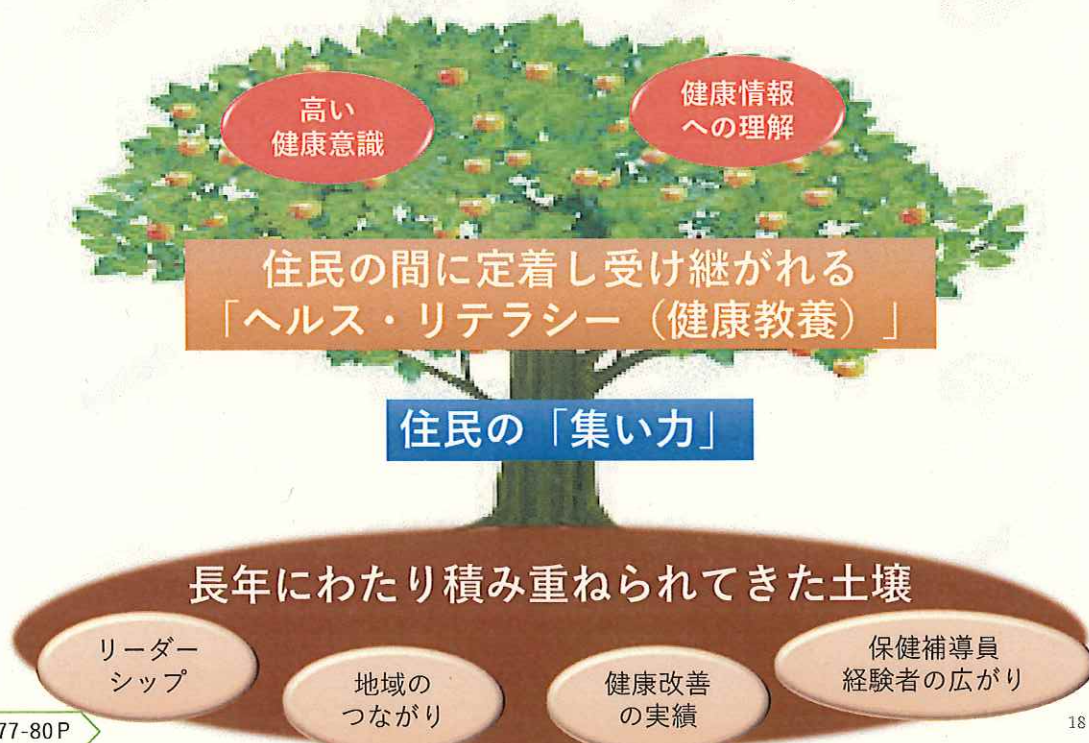 高い
健康意識
健康情報
への理解
住民の間に定着し受け継がれる
「ヘルス・リテラシー（健康教養）」
住民の「集い力」
長年にわたり積み重ねられてきた土壌
リーダー
シップ
地域の
つながり
健康改善
の実績
保健補導員
経験者の広がり
77-80P
18